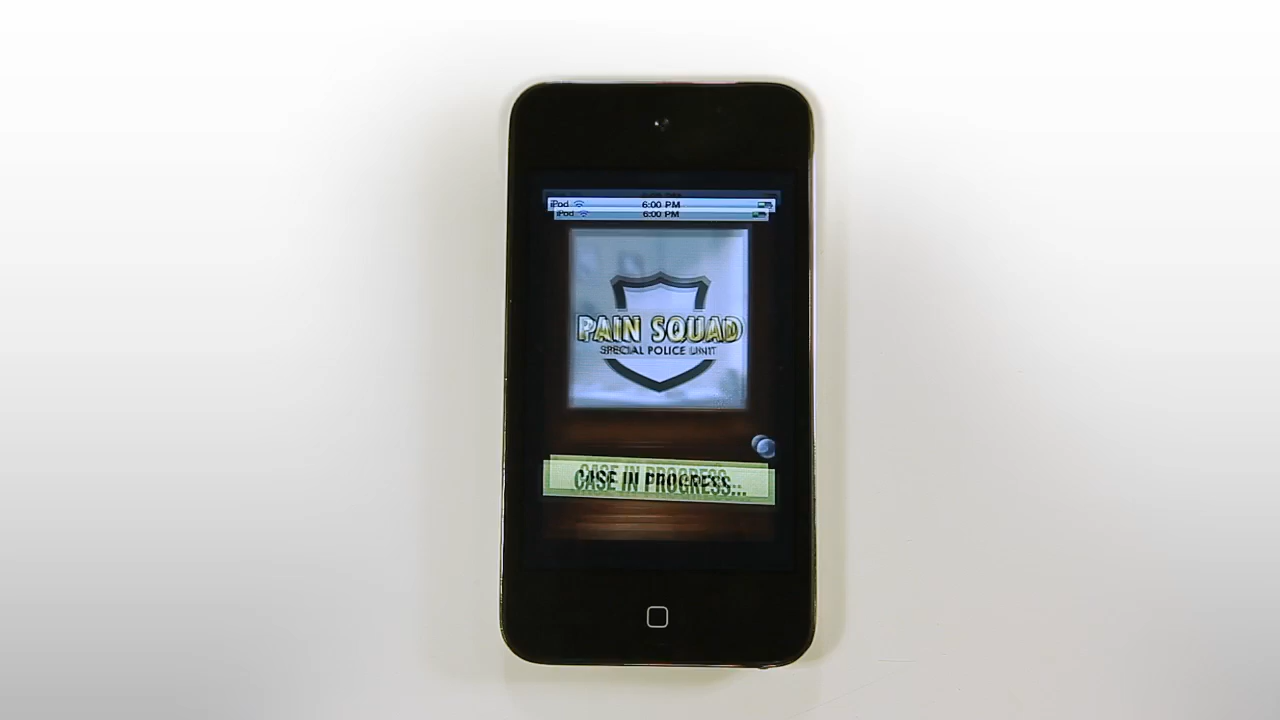 iPod 6:00 PM
iPod 6:00 PM
PAIN SQUAD
SPECIAL POLICE UNIT
CASE IN PROGRESS...